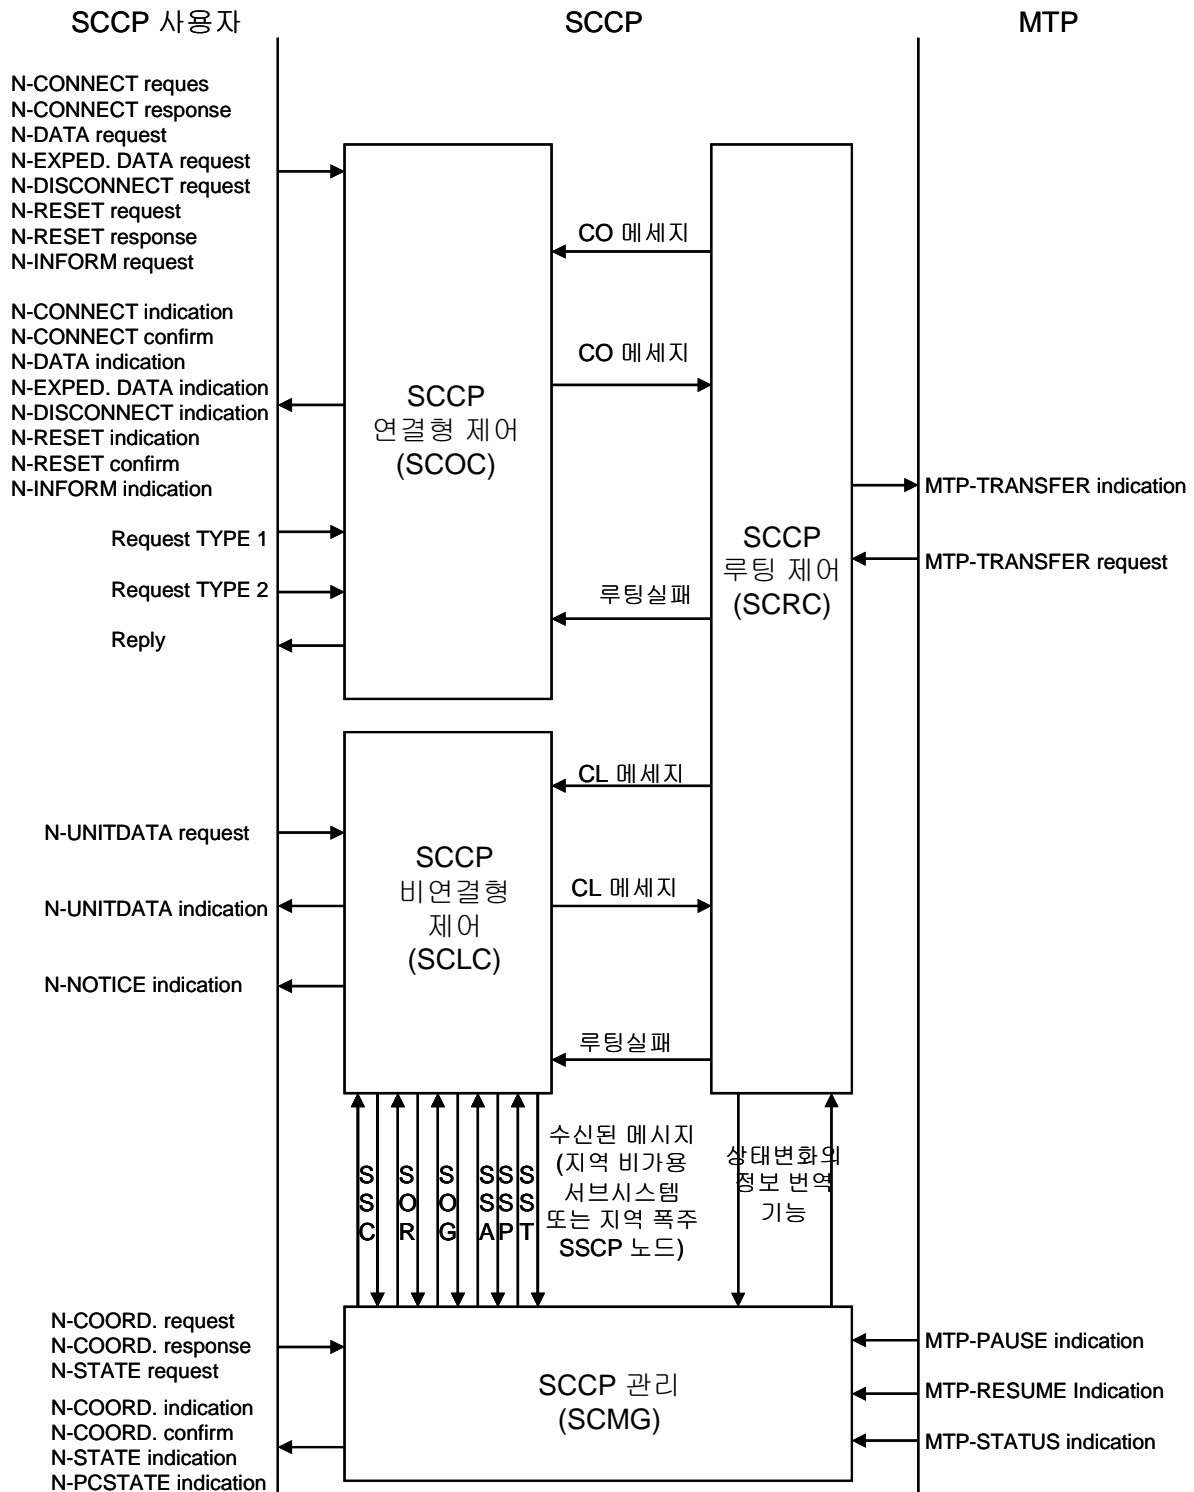 SCCP 사용자
SCCP
MTP
N-CONNECT reques
N-CONNECT response
N-DATA request
N-EXPED. DATA request
N-DISCONNECT request
N-RESET request
N-RESET response
N-INFORM request
N-CONNECT indication
N-CONNECT confirm
N-DATA indication
N-EXPED. DATA indication
N-DISCONNECT indication
N-RESET indication
N-RESET confirm
N-INFORM indication
Request TYPE 1
Request TYPE 2
Reply
SCCP
연결형 제어
(SCOC)
CO 메세지
CO 메세지
루팅실패
SCCP
루팅 제어
(SCRC)
MTP-TRANSFER indication
MTP-TRANSFER request
N-UNITDATA request
N-UNITDATA indication
N-NOTICE indication
SCCP
비연결형
제어
(SCLC)
CL 메세지
CL 메세지
루팅실패
SSC
SOR
SOG
SSA
SSP
SST
수신된 메시지
(지역 비가용
서브시스템
또는 지역 폭주
SSCP 노드)
상태변화의
정보 번역
기능
N-COORD. request
N-COORD. response
N-STATE request
N-COORD. indication
N-COORD. confirm
N-STATE indication
N-PCSTATE indication
SCCP 관리
(SCMG)
MTP-PAUSE indication
MTP-RESUME Indication
MTP-STATUS indication